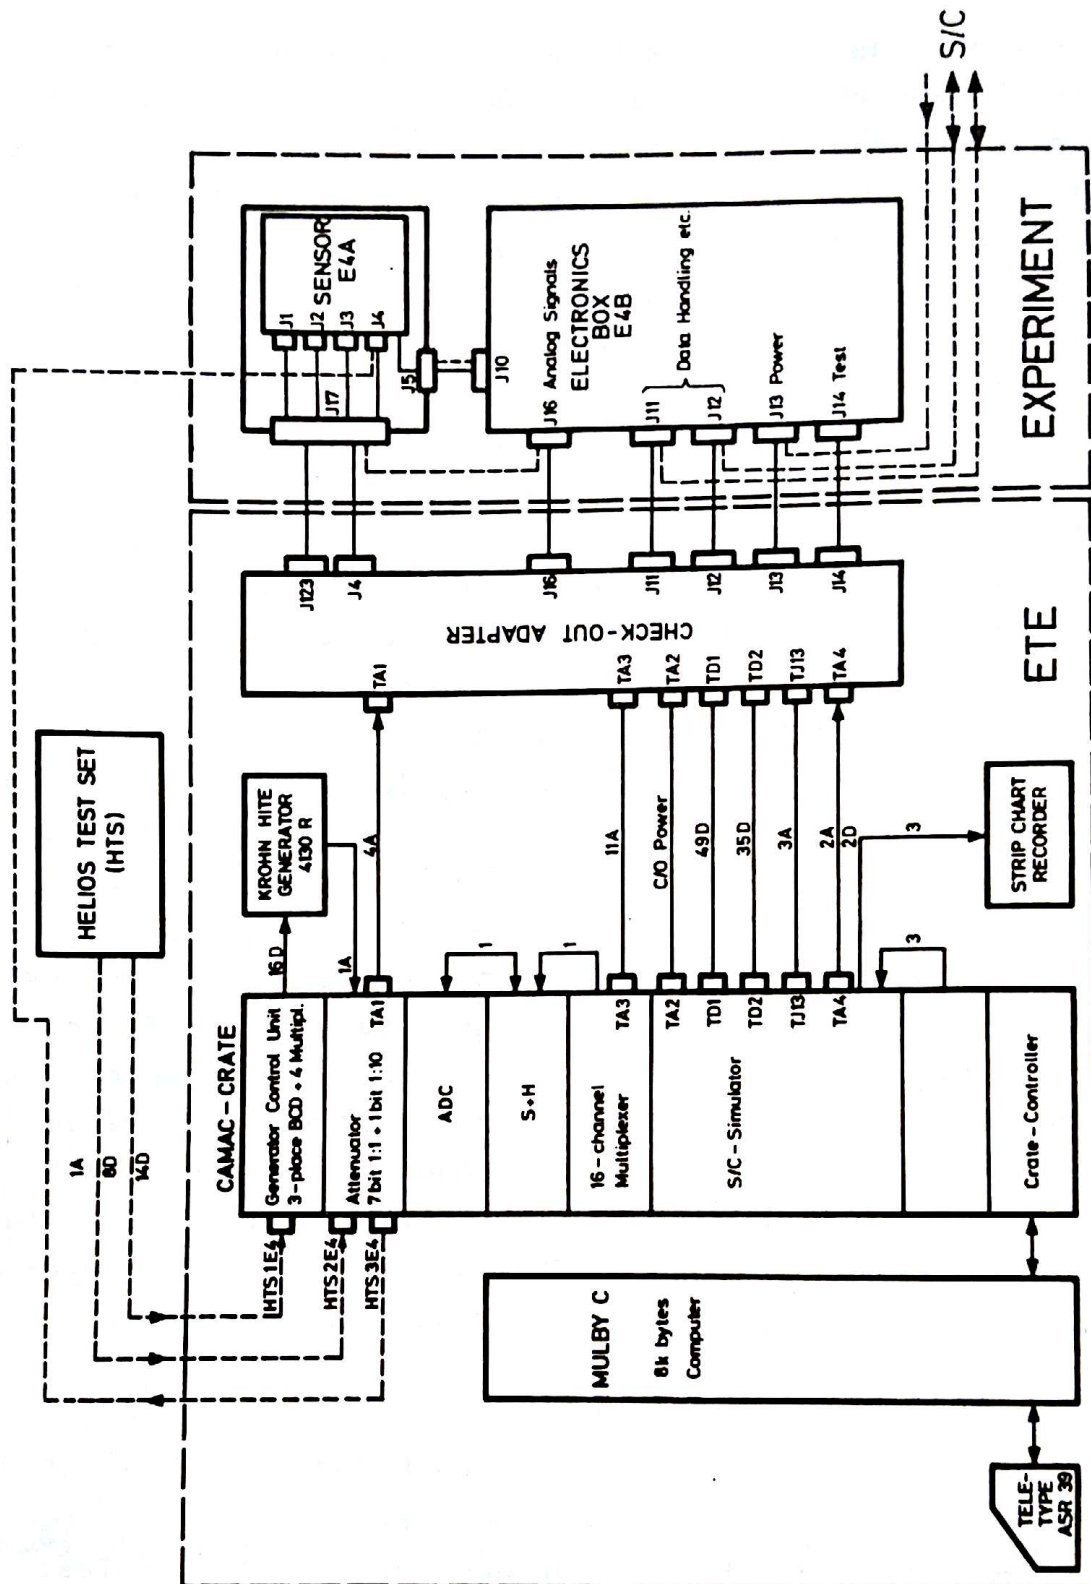 HELIOS TEST SET
(HTS)
1A
8D
14D
CAMAC-CRATE
HTS1E4
Generator Control Unit
3-place BCD + 4 Multipl.
16D
KROHN HITE
GENERATOR
4130 R
HTS2E4
HTS3E4
Attenuator
7bit 1:1 + 1bit 1:10
1A
TA1
4A
TA1
ADC
1
S+H
1
16-channel
Multiplexer
TA3
11A
TA3
TA2
C/O Power
TA2
TD1
49D
TD1
S/C-Simulator
TD2
35D
TD2
TJ13
3A
TJ13
TA4
2A
2D
TA4
3
3
STRIP CHART
RECORDER
Crate-Controller
MULBY C
8k bytes
Computer
TELE-
TYPE
ASR 39
CHECK-OUT ADAPTER
J123
J4
J16
J11
J12
J13
J14
ETE
J1
J2
J3
J4
SENSOR
E4A
J17
J5
J10
J16 Analog Signals
ELECTRONICS
BOX
E4B
J11
J12
Data Handling etc.
J13 Power
J14 Test
EXPERIMENT
S/C